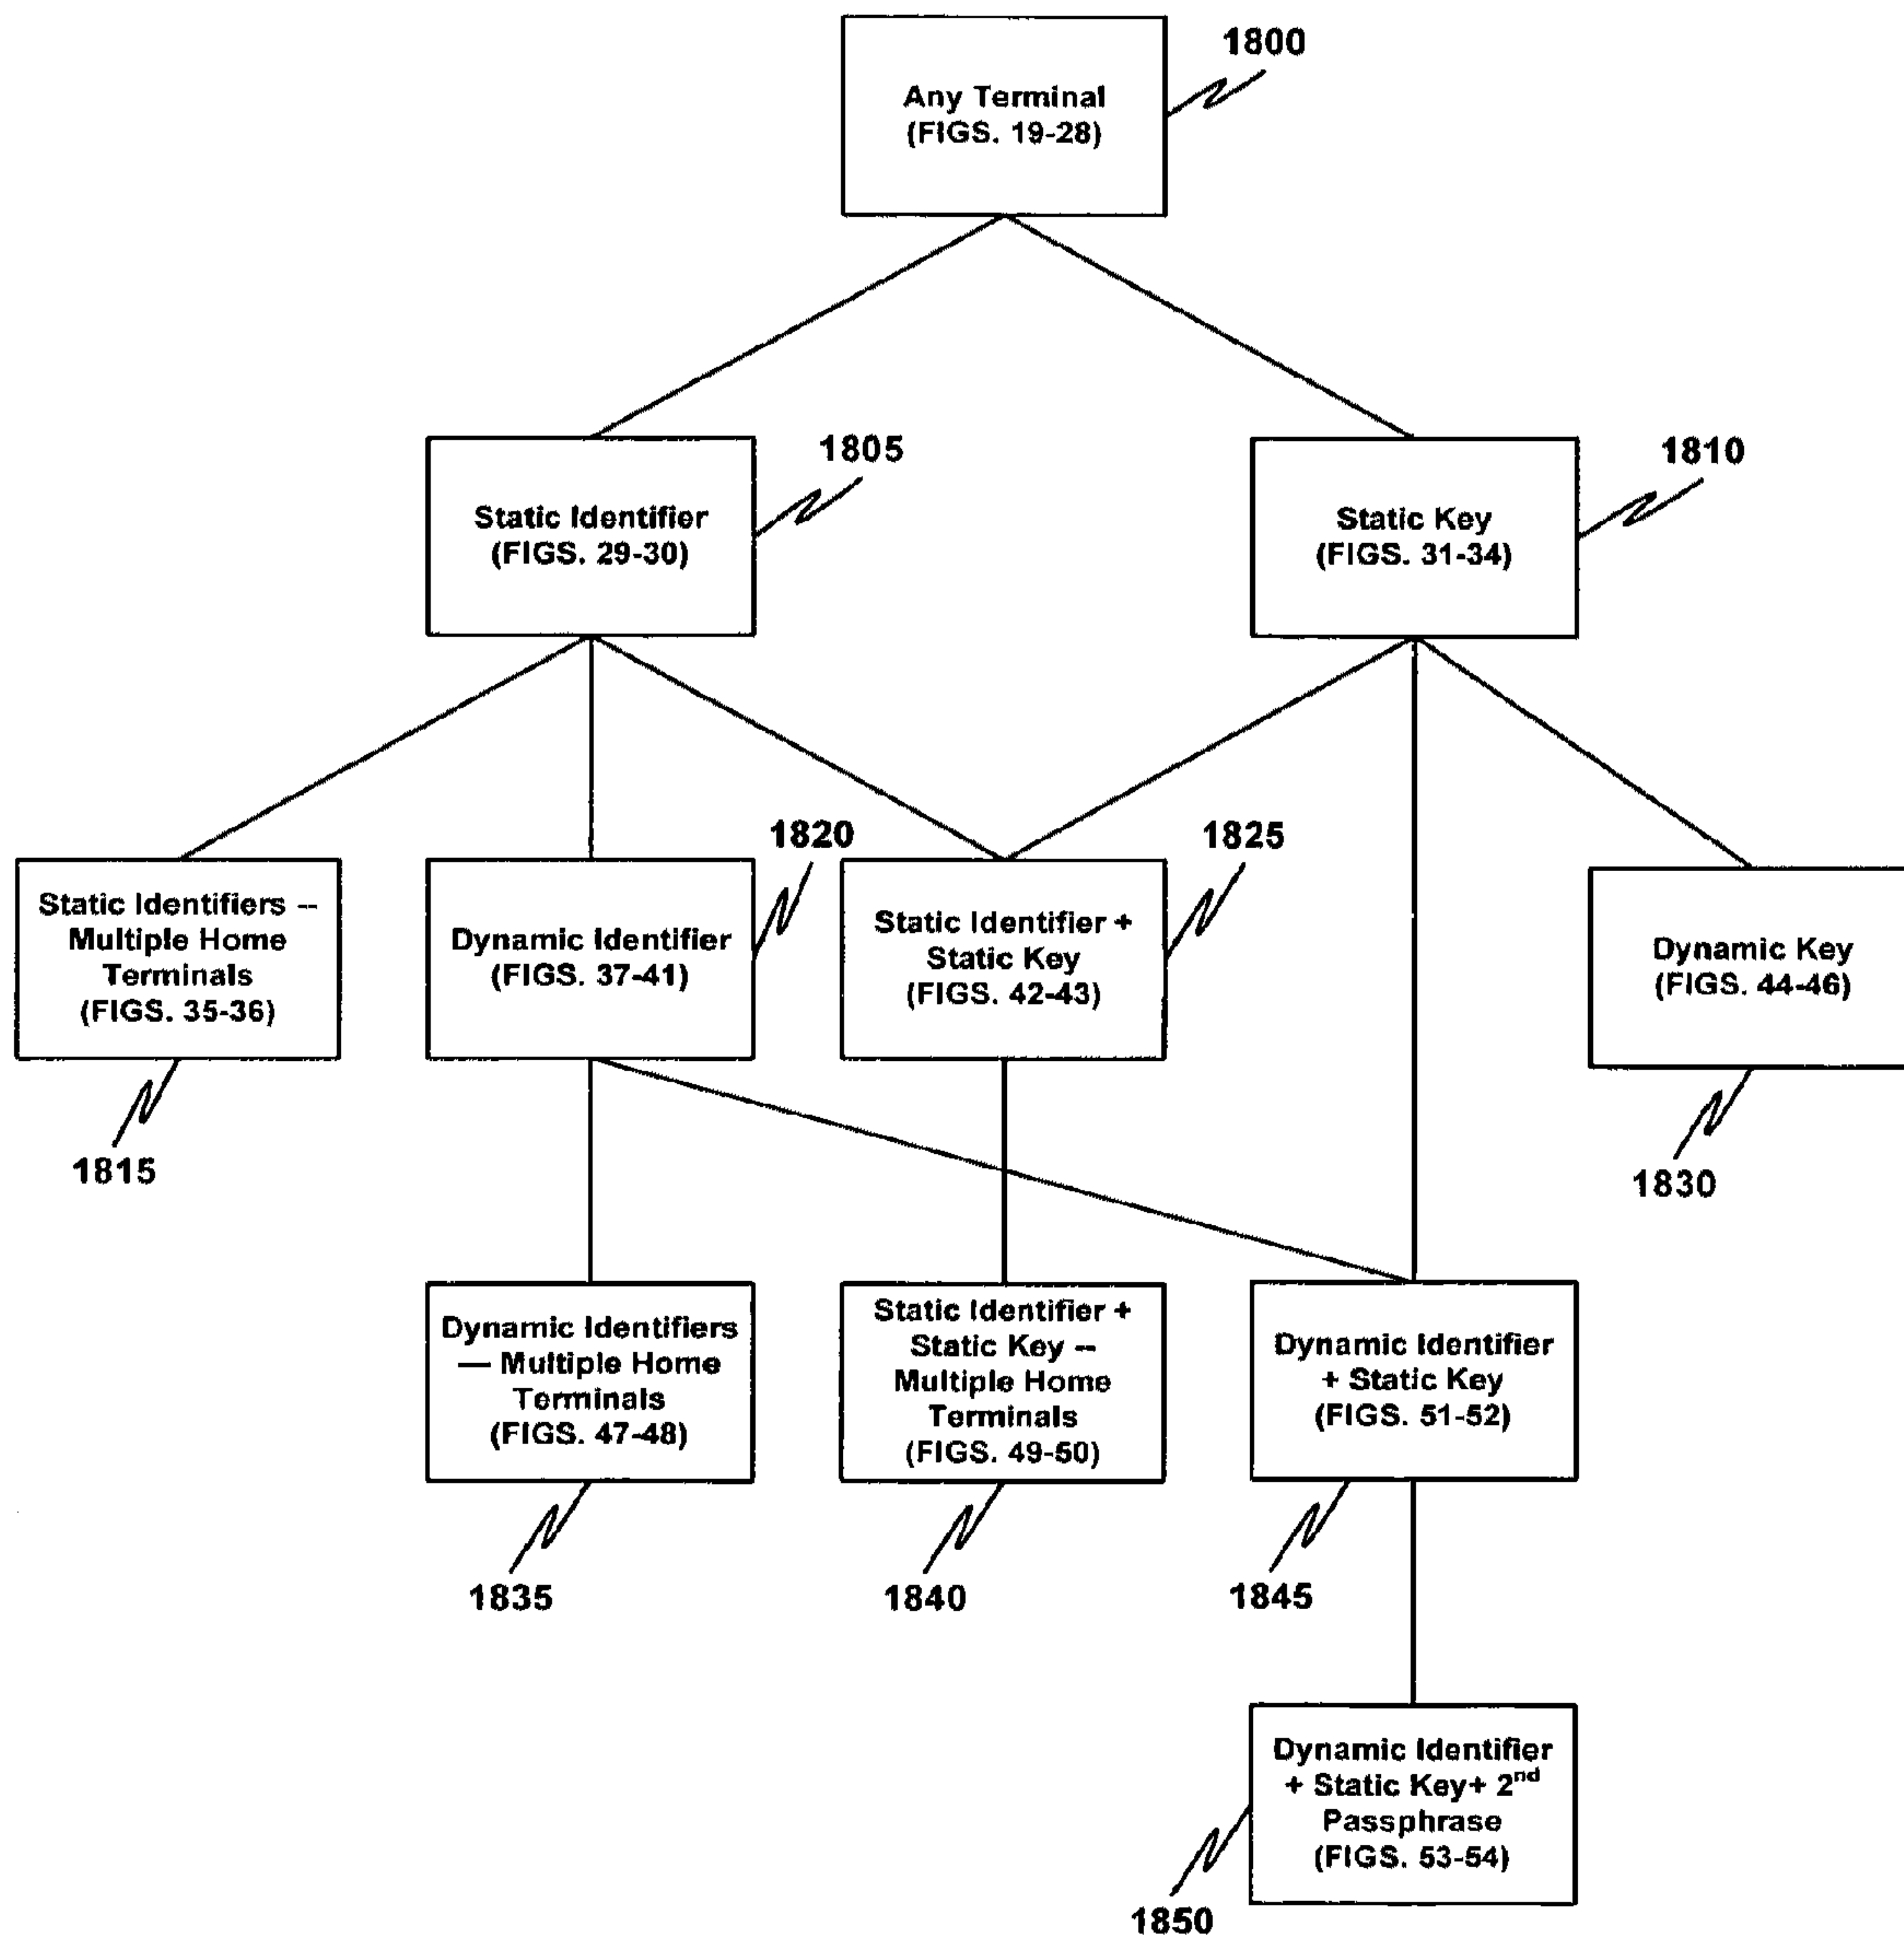 1800
Any Terminal
(FIGS. 19-28)
1805
1810
Static Identifier
(FIGS. 29-30)
Static Key
(FIGS. 31-34)
1820
1825
Static Identifiers --
Multiple Home
Terminals
(FIGS. 35-36)
Dynamic Identifier
(FIGS. 37-41)
Static Identifier +
Static Key
(FIGS. 42-43)
Dynamic Key
(FIGS. 44-46)
1815
1830
Dynamic Identifiers
— Multiple Home
Terminals
(FIGS. 47-48)
Static Identifier +
Static Key --
Multiple Home
Terminals
(FIGS. 49-50)
Dynamic Identifier
+ Static Key
(FIGS. 51-52)
1835
1840
1845
Dynamic Identifier
+ Static Key+ 2nd
Passphrase
(FIGS. 53-54)
1850